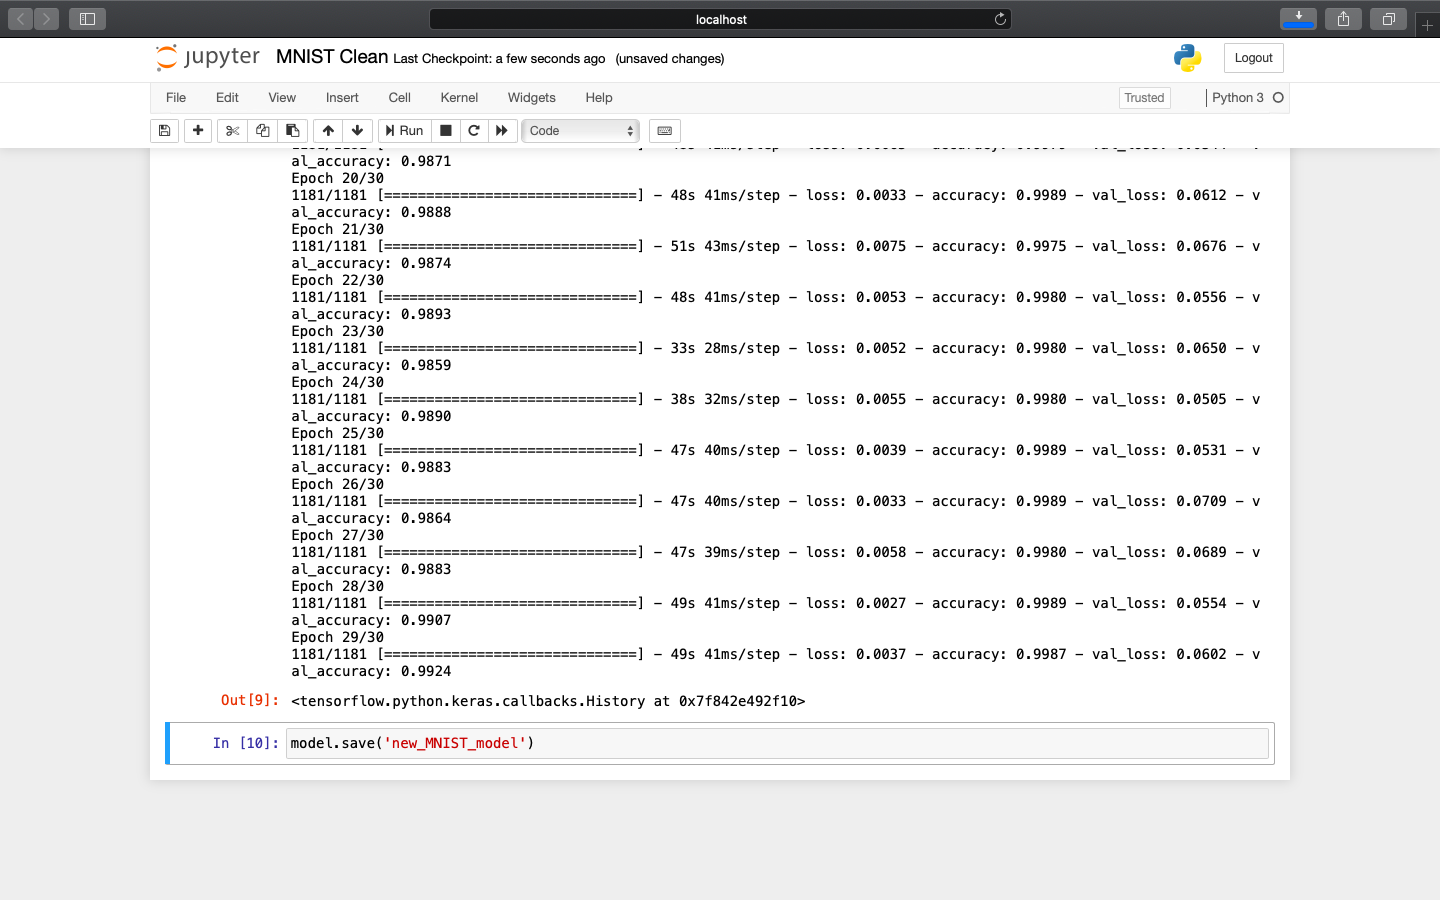 localhost
jupyter MNIST Clean Last Checkpoint: a few seconds ago (unsaved changes)
Logout
File Edit View Insert Cell Kernel Widgets Help
Trusted
Python 3
Run
Code
al_accuracy: 0.9871
Epoch 20/30
1181/1181 [==============================] - 48s 41ms/step - loss: 0.0033 - accuracy: 0.9989 - val_loss: 0.0612 - v
al_accuracy: 0.9888
Epoch 21/30
1181/1181 [==============================] - 51s 43ms/step - loss: 0.0075 - accuracy: 0.9975 - val_loss: 0.0676 - v
al_accuracy: 0.9874
Epoch 22/30
1181/1181 [==============================] - 48s 41ms/step - loss: 0.0053 - accuracy: 0.9980 - val_loss: 0.0556 - v
al_accuracy: 0.9893
Epoch 23/30
1181/1181 [==============================] - 33s 28ms/step - loss: 0.0052 - accuracy: 0.9980 - val_loss: 0.0650 - v
al_accuracy: 0.9859
Epoch 24/30
1181/1181 [==============================] - 38s 32ms/step - loss: 0.0055 - accuracy: 0.9980 - val_loss: 0.0505 - v
al_accuracy: 0.9890
Epoch 25/30
1181/1181 [==============================] - 47s 40ms/step - loss: 0.0039 - accuracy: 0.9989 - val_loss: 0.0531 - v
al_accuracy: 0.9883
Epoch 26/30
1181/1181 [==============================] - 47s 40ms/step - loss: 0.0033 - accuracy: 0.9989 - val_loss: 0.0709 - v
al_accuracy: 0.9864
Epoch 27/30
1181/1181 [==============================] - 47s 39ms/step - loss: 0.0058 - accuracy: 0.9980 - val_loss: 0.0689 - v
al_accuracy: 0.9883
Epoch 28/30
1181/1181 [==============================] - 49s 41ms/step - loss: 0.0027 - accuracy: 0.9989 - val_loss: 0.0554 - v
al_accuracy: 0.9907
Epoch 29/30
1181/1181 [==============================] - 49s 41ms/step - loss: 0.0037 - accuracy: 0.9987 - val_loss: 0.0602 - v
al_accuracy: 0.9924
Out[9]: <tensorflow.python.keras.callbacks.History at 0x7f842e492f10>
In [10]: model.save('new_MNIST_model')